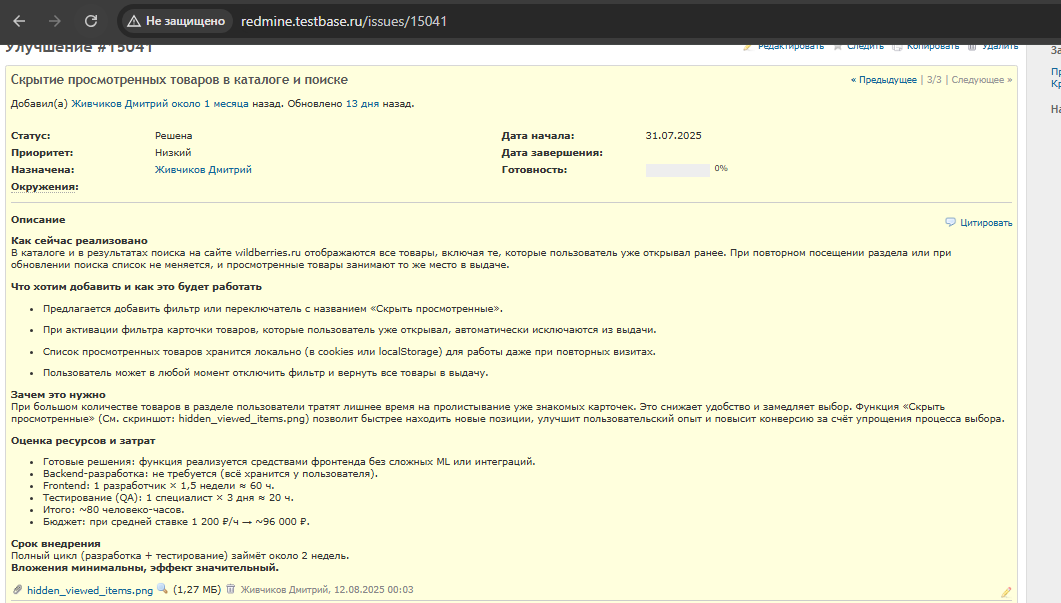 Не защищено redmine.testbase.ru/issues/15041
Улучшение #15041 Редактировать Следить Копировать Удалить
Скрытие просмотренных товаров в каталоге и поиске « Предыдущее | 3/3 | Следующее »
Добавил(а) Живчиков Дмитрий около 1 месяца назад. Обновлено 13 дня назад.
Статус: Решена Дата начала: 31.07.2025
Приоритет: Низкий Дата завершения:
Назначена: Живчиков Дмитрий Готовность: 0%
Окружения:
Описание Цитировать
Как сейчас реализовано
В каталоге и в результатах поиска на сайте wildberries.ru отображаются все товары, включая те, которые пользователь уже открывал ранее. При повторном посещении раздела или при
обновлении поиска список не меняется, и просмотренные товары занимают то же место в выдаче.
Что хотим добавить и как это будет работать
• Предлагается добавить фильтр или переключатель с названием «Скрыть просмотренные».
• При активации фильтра карточки товаров, которые пользователь уже открывал, автоматически исключаются из выдачи.
• Список просмотренных товаров хранится локально (в cookies или localStorage) для работы даже при повторных визитах.
• Пользователь может в любой момент отключить фильтр и вернуть все товары в выдачу.
Зачем это нужно
При большом количестве товаров в разделе пользователи тратят лишнее время на пролистывание уже знакомых карточек. Это снижает удобство и замедляет выбор. Функция «Скрыть
просмотренные» (См. скриншот: hidden_viewed_items.png) позволит быстрее находить новые позиции, улучшит пользовательский опыт и повысит конверсию за счёт упрощения процесса выбора.
Оценка ресурсов и затрат
• Готовые решения: функция реализуется средствами фронтенда без сложных ML или интеграций.
• Backend-разработка: не требуется (всё хранится у пользователя).
• Frontend: 1 разработчик × 1,5 недели ≈ 60 ч.
• Тестирование (QA): 1 специалист × 3 дня ≈ 20 ч.
• Итого: ~80 человеко-часов.
• Бюджет: при средней ставке 1 200 ₽/ч → ~96 000 ₽.
Срок внедрения
Полный цикл (разработка + тестирование) займёт около 2 недель.
Вложения минимальны, эффект значительный.
hidden_viewed_items.png (1,27 МБ) Живчиков Дмитрий, 12.08.2025 00:03